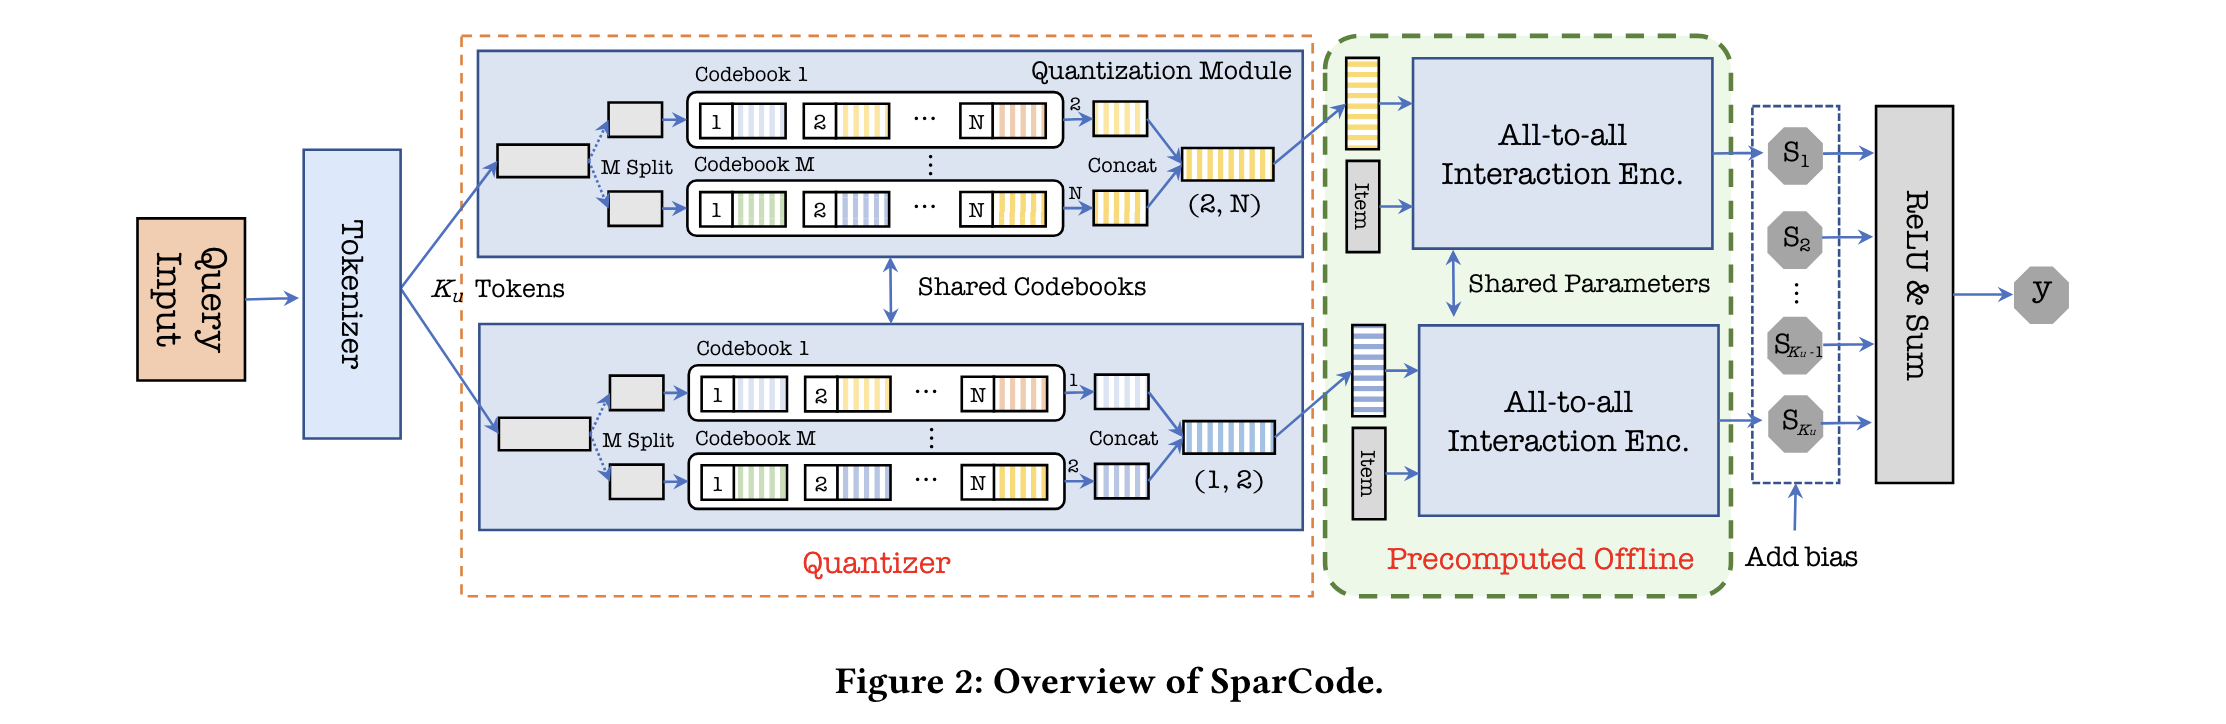 Query
Input
Tokenizer
K_u Tokens
Quantization Module
Codebook 1
1 2 ... N
2
M Split
Codebook M
⋮
Concat
1 2 ... N
N
(2, N)
Shared Codebooks
Codebook 1
1 2 ... N
1
M Split
Codebook M
⋮
Concat
1 2 ... N
2
(1, 2)
Quantizer
Item
All-to-all
Interaction Enc.
Shared Parameters
Item
All-to-all
Interaction Enc.
Precomputed Offline
S_1
S_2
⋮
S_{K_u-1}
S_{K_u}
Add bias
ReLU & Sum
y
Figure 2: Overview of SparCode.